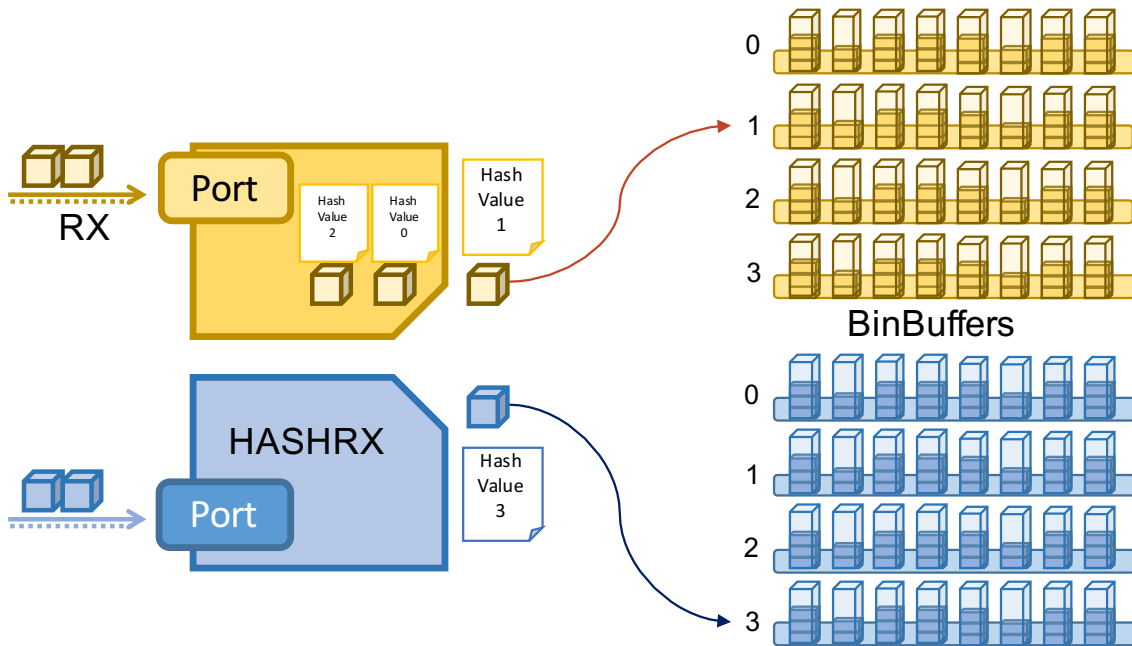 0
1
2
3
BinBuffers
RX
Port
Hash
Value
2
Hash
Value
0
Hash
Value
1
HASHRX
Port
Hash
Value
3
0
1
2
3